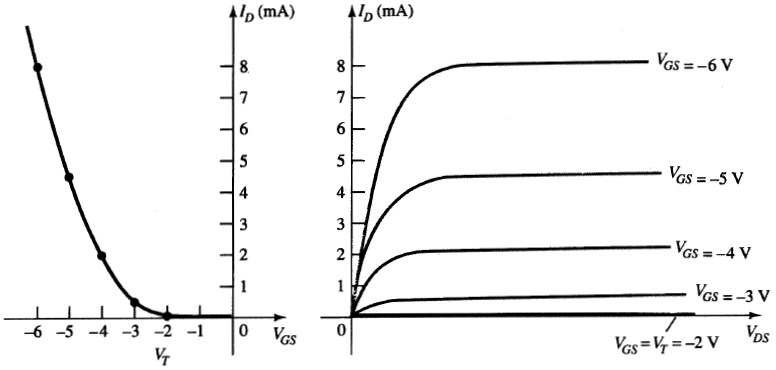 I_D (mA)
8
7
6
5
4
3
2
1
–6 –5 –4 –3 –2 –1 0 V_GS
V_T
I_D (mA)
8
7
6
5
4
3
2
1
0
V_GS = –6 V
V_GS = –5 V
V_GS = –4 V
V_GS = –3 V
V_GS = V_T = –2 V
V_DS